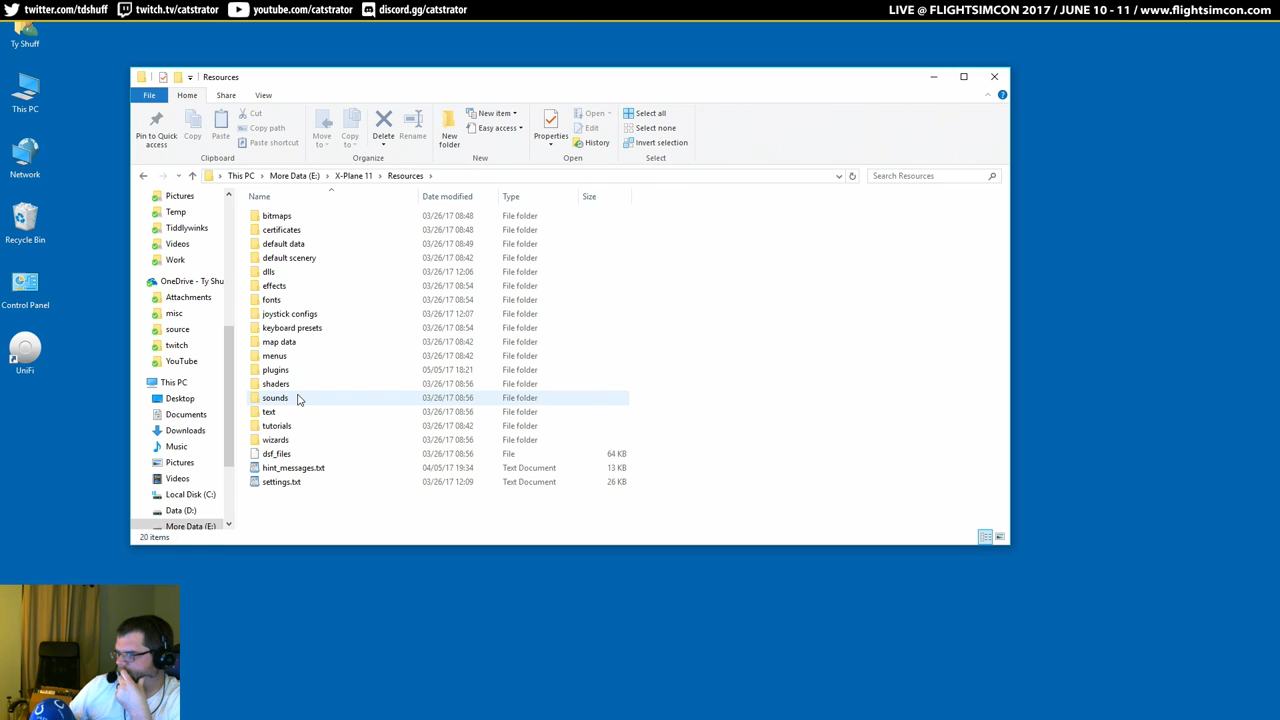 twitter.com/tdshuff twitch.tv/catstrator youtube.com/catstrator discord.gg/catstrator LIVE @ FLIGHTSIMCON 2017 / JUNE 10 - 11 / www.flightsimcon.com
Ty Shuff
This PC
Network
Recycle Bin
Control Panel
UniFi
Resources
File Home Share View
Pin to Quick access
Copy
Paste
Cut
Copy path
Paste shortcut
Clipboard
Move to
Copy to
Delete
Rename
Organize
New folder
New item
Easy access
New
Properties
Open
Edit
History
Open
Select all
Select none
Invert selection
Select
This PC > More Data (E:) > X-Plane 11 > Resources >
Search Resources
Pictures
Temp
Tiddlywinks
Videos
Work
OneDrive - Ty Shu
Attachments
misc
source
twitch
YouTube
This PC
Desktop
Documents
Downloads
Music
Pictures
Videos
Local Disk (C:)
Data (D:)
More Data (E:)
Name Date modified Type Size
bitmaps 03/26/17 08:48 File folder
certificates 03/26/17 08:48 File folder
default data 03/26/17 08:49 File folder
default scenery 03/26/17 08:42 File folder
dlls 03/26/17 12:06 File folder
effects 03/26/17 08:54 File folder
fonts 03/26/17 08:54 File folder
joystick configs 03/26/17 12:07 File folder
keyboard presets 03/26/17 08:54 File folder
map data 03/26/17 08:42 File folder
menus 03/26/17 08:42 File folder
plugins 05/05/17 18:21 File folder
shaders 03/26/17 08:56 File folder
sounds 03/26/17 08:56 File folder
text 03/26/17 08:56 File folder
tutorials 03/26/17 08:42 File folder
wizards 03/26/17 08:56 File folder
dsf_files 03/26/17 08:56 File 64 KB
hint_messages.txt 04/05/17 19:34 Text Document 13 KB
settings.txt 03/26/17 12:09 Text Document 26 KB
20 items